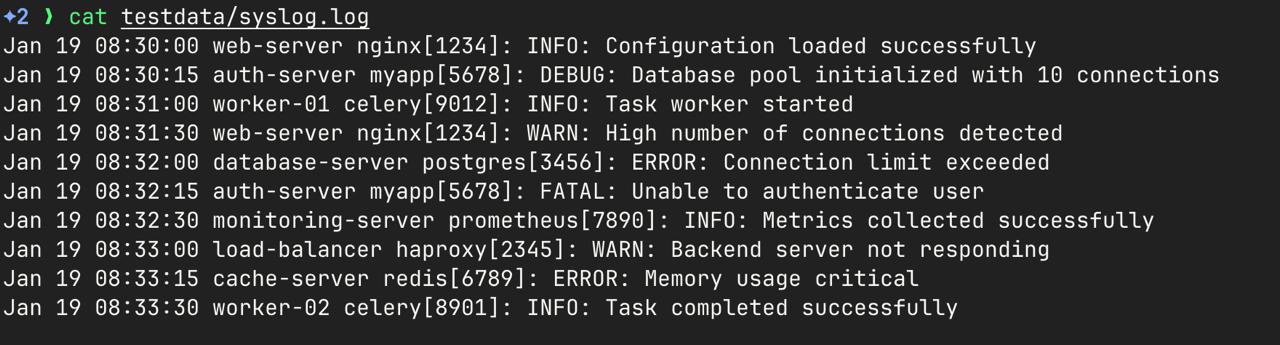 ✦2 ❯ cat testdata/syslog.log
Jan 19 08:30:00 web-server nginx[1234]: INFO: Configuration loaded successfully
Jan 19 08:30:15 auth-server myapp[5678]: DEBUG: Database pool initialized with 10 connections
Jan 19 08:31:00 worker-01 celery[9012]: INFO: Task worker started
Jan 19 08:31:30 web-server nginx[1234]: WARN: High number of connections detected
Jan 19 08:32:00 database-server postgres[3456]: ERROR: Connection limit exceeded
Jan 19 08:32:15 auth-server myapp[5678]: FATAL: Unable to authenticate user
Jan 19 08:32:30 monitoring-server prometheus[7890]: INFO: Metrics collected successfully
Jan 19 08:33:00 load-balancer haproxy[2345]: WARN: Backend server not responding
Jan 19 08:33:15 cache-server redis[6789]: ERROR: Memory usage critical
Jan 19 08:33:30 worker-02 celery[8901]: INFO: Task completed successfully